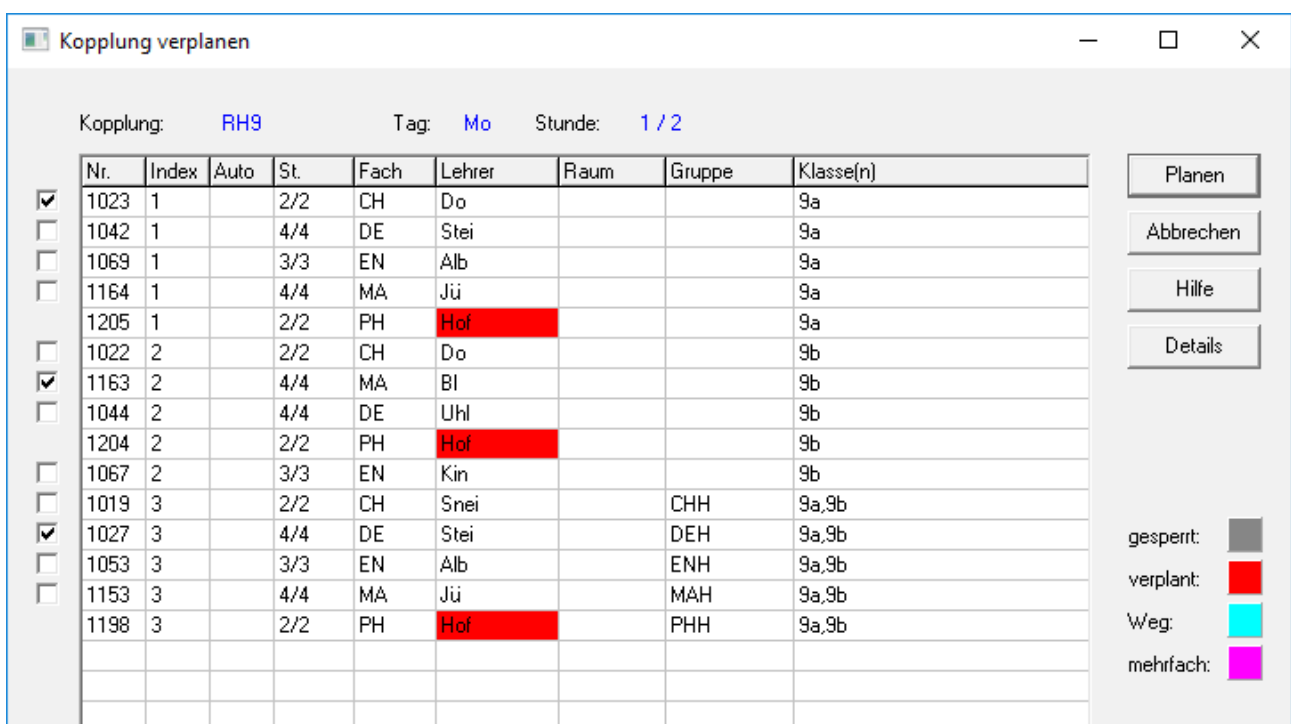 Kopplung verplanen
Kopplung: RH9 Tag: Mo Stunde: 1 / 2
Nr. Index Auto St. Fach Lehrer Raum Gruppe Klasse(n)
1023 1 2/2 CH Do 9a
1042 1 4/4 DE Stei 9a
1069 1 3/3 EN Alb 9a
1164 1 4/4 MA Jü 9a
1205 1 2/2 PH Hof 9a
1022 2 2/2 CH Do 9b
1163 2 4/4 MA Bl 9b
1044 2 4/4 DE Uhl 9b
1204 2 2/2 PH Hof 9b
1067 2 3/3 EN Kin 9b
1019 3 2/2 CH Snei CHH 9a,9b
1027 3 4/4 DE Stei DEH 9a,9b
1053 3 3/3 EN Alb ENH 9a,9b
1153 3 4/4 MA Jü MAH 9a,9b
1198 3 2/2 PH Hof PHH 9a,9b
Planen
Abbrechen
Hilfe
Details
gesperrt:
verplant:
Weg:
mehrfach: